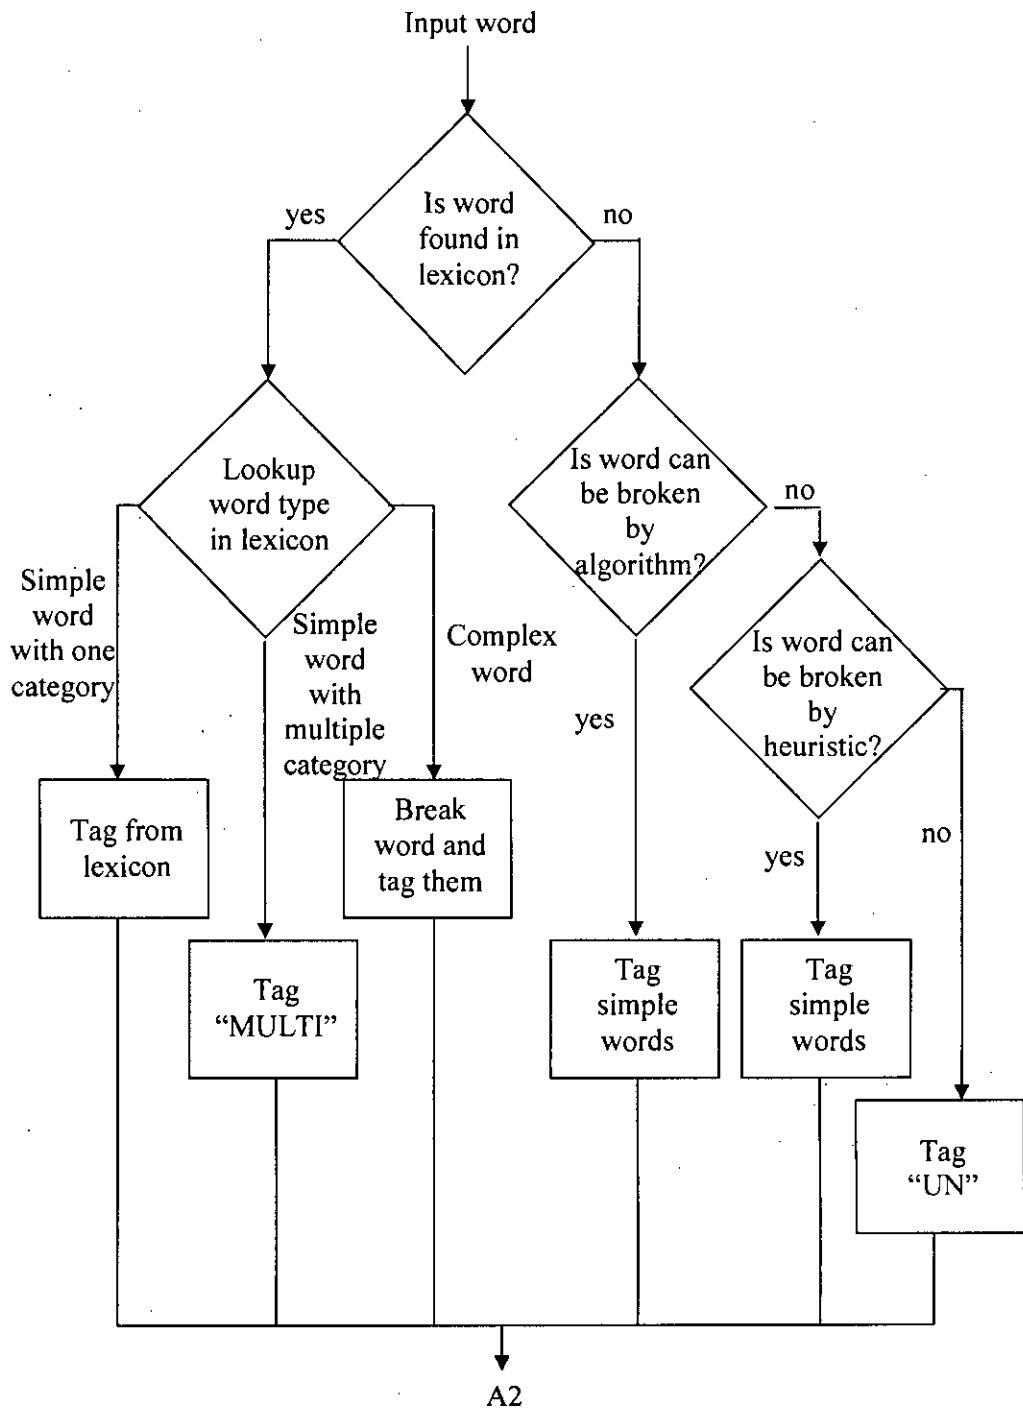 Input word
yes
Is word
found in
lexicon?
no
Lookup
word type
in lexicon
Is word can
be broken
by
algorithm?
no
Simple
word
with one
category
Simple
word
with
multiple
category
Complex
word
yes
Is word can
be broken
by
heuristic?
Tag from
lexicon
Break
word and
tag them
yes
no
Tag
“MULTI”
Tag
simple
words
Tag
simple
words
Tag
“UN”
A2